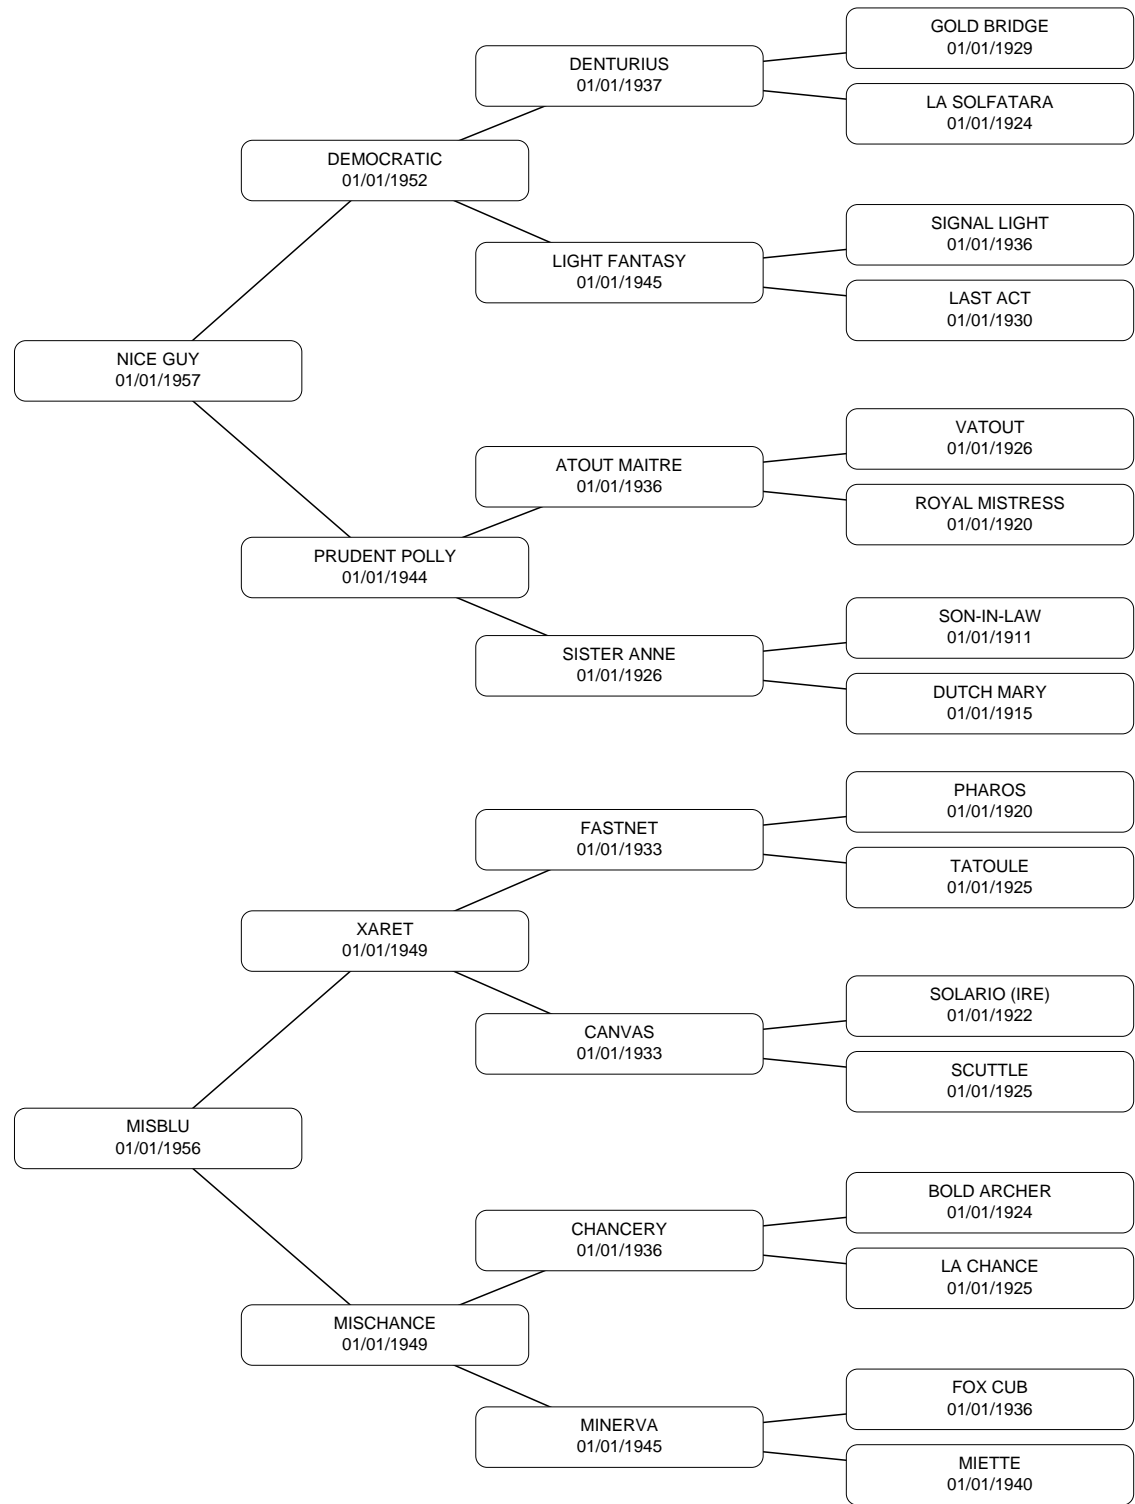 GOLD BRIDGE
01/01/1929
DENTURIUS
01/01/1937
LA SOLFATARA
01/01/1924
DEMOCRATIC
01/01/1952
SIGNAL LIGHT
01/01/1936
LIGHT FANTASY
01/01/1945
LAST ACT
01/01/1930
NICE GUY
01/01/1957
VATOUT
01/01/1926
ATOUT MAITRE
01/01/1936
ROYAL MISTRESS
01/01/1920
PRUDENT POLLY
01/01/1944
SON-IN-LAW
01/01/1911
SISTER ANNE
01/01/1926
DUTCH MARY
01/01/1915
PHAROS
01/01/1920
FASTNET
01/01/1933
TATOULE
01/01/1925
XARET
01/01/1949
SOLARIO (IRE)
01/01/1922
CANVAS
01/01/1933
SCUTTLE
01/01/1925
MISBLU
01/01/1956
BOLD ARCHER
01/01/1924
CHANCERY
01/01/1936
LA CHANCE
01/01/1925
MISCHANCE
01/01/1949
FOX CUB
01/01/1936
MINERVA
01/01/1945
MIETTE
01/01/1940